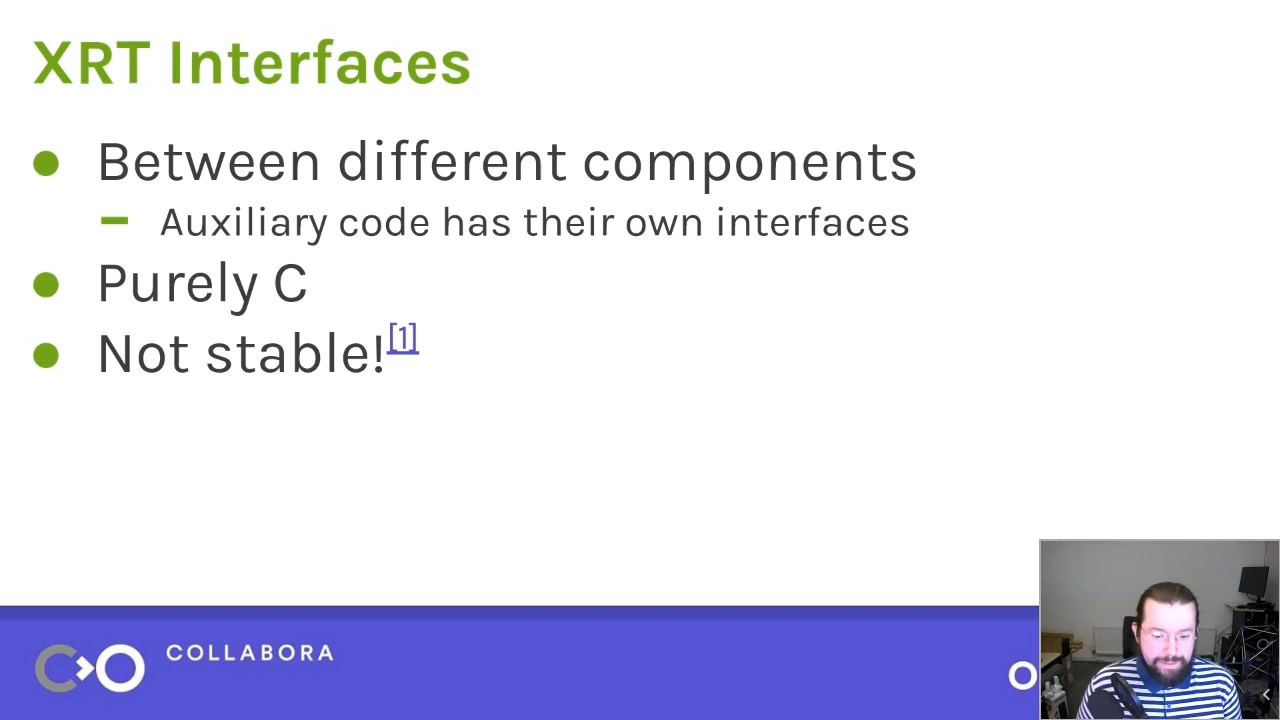 XRT Interfaces
Between different components
Auxiliary code has their own interfaces
Purely C
Not stable![1]
COLLABORA
O